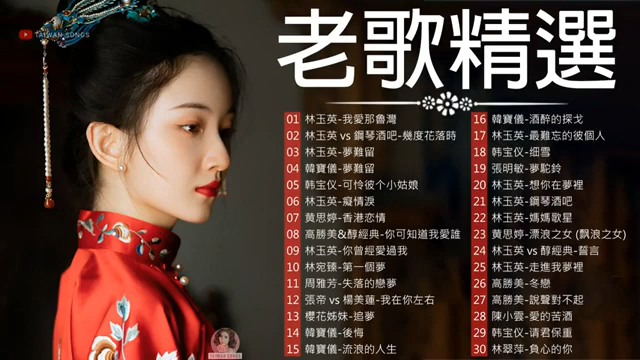 TAIWAN SONGS
老歌精選
01 林玉英-我愛那魯灣
02 林玉英 vs 鋼琴酒吧-幾度花落時
03 林玉英-夢難留
04 韓寶儀-夢難留
05 韩宝仪-可怜彼个小姑娘
06 林玉英-癡情淚
07 黄思婷-香港恋情
08 高勝美&醇經典-你可知道我愛誰
09 林玉英-你曾經愛過我
10 林宛臻-第一個夢
11 周雅芳-失落的戀夢
12 張帝 vs 楊美蓮-我在你左右
13 櫻花姊妹-追夢
14 韓寶儀-後悔
15 韓寶儀-流浪的人生
16 韓寶儀-酒醉的探戈
17 林玉英-最難忘的彼個人
18 韩宝仪-细雪
19 張明敏-夢駝鈴
20 林玉英-想你在夢裡
21 林玉英-鋼琴酒吧
22 林玉英-媽媽歌星
23 黄思婷-漂浪之女 (飘浪之女)
24 林玉英 vs 醇經典-誓言
25 林玉英-走進我夢裡
26 高勝美-冬戀
27 高勝美-說聲對不起
28 陳小雲-愛的苦酒
29 韩宝仪-请君保重
30 林翠萍-負心的你
TAIWAN SONGS